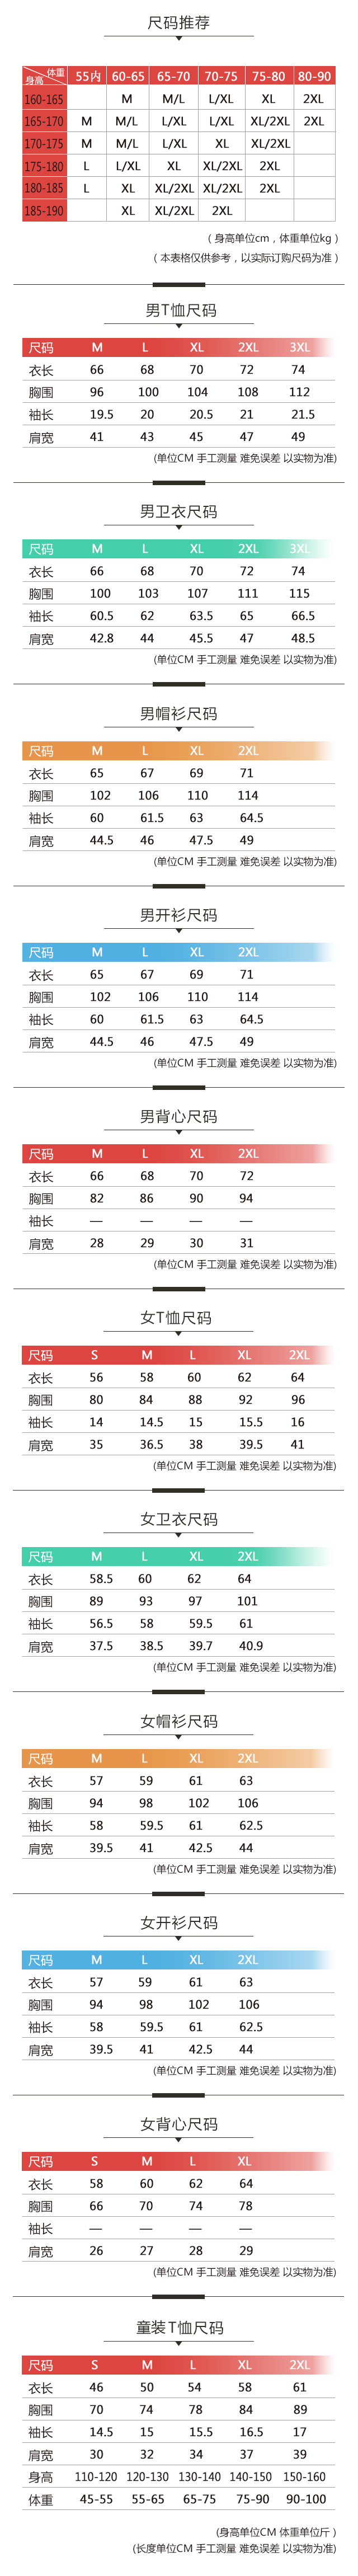 尺码推荐
体重 身高 55内 60-65 65-70 70-75 75-80 80-90
160-165 M M/L L/XL XL 2XL
165-170 M M/L L/XL L/XL XL/2XL 2XL
170-175 M M/L L/XL XL XL/2XL
175-180 L L/XL XL XL/2XL 2XL
180-185 L XL XL/2XL XL/2XL 2XL
185-190 XL XL/2XL 2XL
（身高单位cm，体重单位kg）
（本表格仅供参考，以实际订购尺码为准）
男T恤尺码
尺码 M L XL 2XL 3XL
衣长 66 68 70 72 74
胸围 96 100 104 108 112
袖长 19.5 20 20.5 21 21.5
肩宽 41 43 45 47 49
(单位CM 手工测量 难免误差 以实物为准)
男卫衣尺码
尺码 M L XL 2XL 3XL
衣长 66 68 70 72 74
胸围 100 103 107 111 115
袖长 60.5 62 63.5 65 66.5
肩宽 42.8 44 45.5 47 48.5
(单位CM 手工测量 难免误差 以实物为准)
男帽衫尺码
尺码 M L XL 2XL
衣长 65 67 69 71
胸围 102 106 110 114
袖长 60 61.5 63 64.5
肩宽 44.5 46 47.5 49
(单位CM 手工测量 难免误差 以实物为准)
男开衫尺码
尺码 M L XL 2XL
衣长 65 67 69 71
胸围 102 106 110 114
袖长 60 61.5 63 64.5
肩宽 44.5 46 47.5 49
(单位CM 手工测量 难免误差 以实物为准)
男背心尺码
尺码 M L XL 2XL
衣长 66 68 70 72
胸围 82 86 90 94
袖长 — — — —
肩宽 28 29 30 31
(单位CM 手工测量 难免误差 以实物为准)
女T恤尺码
尺码 S M L XL 2XL
衣长 56 58 60 62 64
胸围 80 84 88 92 96
袖长 14 14.5 15 15.5 16
肩宽 35 36.5 38 39.5 41
(单位CM 手工测量 难免误差 以实物为准)
女卫衣尺码
尺码 M L XL 2XL
衣长 58.5 60 62 64
胸围 89 93 97 101
袖长 56.5 58 59.5 61
肩宽 37.5 38.5 39.7 40.9
(单位CM 手工测量 难免误差 以实物为准)
女帽衫尺码
尺码 M L XL 2XL
衣长 57 59 61 63
胸围 94 98 102 106
袖长 58 59.5 61 62.5
肩宽 39.5 41 42.5 44
(单位CM 手工测量 难免误差 以实物为准)
女开衫尺码
尺码 M L XL 2XL
衣长 57 59 61 63
胸围 94 98 102 106
袖长 58 59.5 61 62.5
肩宽 39.5 41 42.5 44
(单位CM 手工测量 难免误差 以实物为准)
女背心尺码
尺码 S M L XL
衣长 58 60 62 64
胸围 66 70 74 78
袖长 — — — —
肩宽 26 27 28 29
(单位CM 手工测量 难免误差 以实物为准)
童装T恤尺码
尺码 S M L XL 2XL
衣长 46 50 54 58 61
胸围 70 74 78 84 89
袖长 14.5 15 15.5 16.5 17
肩宽 30 32 34 37 39
身高 110-120 120-130 130-140 140-150 150-160
体重 45-55 55-65 65-75 75-90 90-100
(身高单位CM 体重单位斤 )
(长度单位CM 手工测量 难免误差 以实物为准)